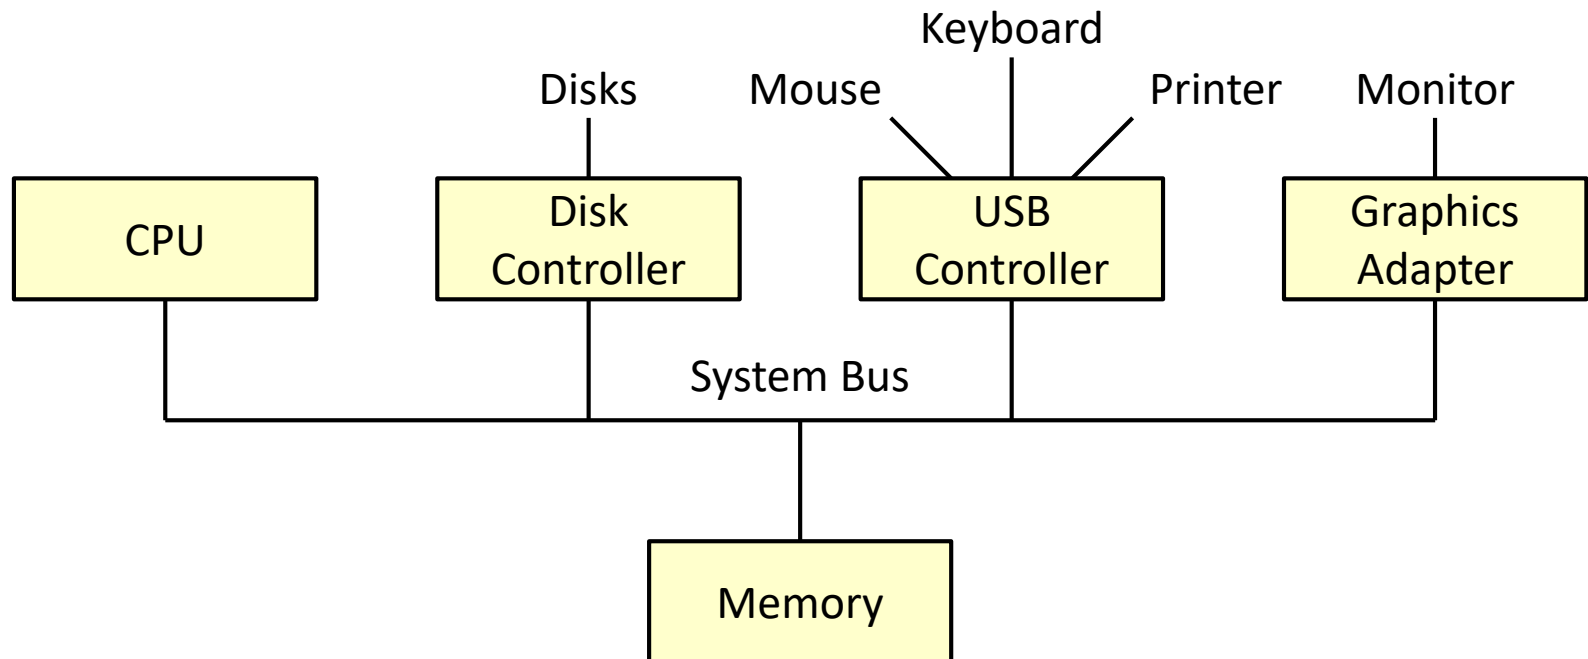 Keyboard
Disks
Mouse
Printer
Monitor
CPU
Disk
Controller
USB
Controller
Graphics
Adapter
System Bus
Memory